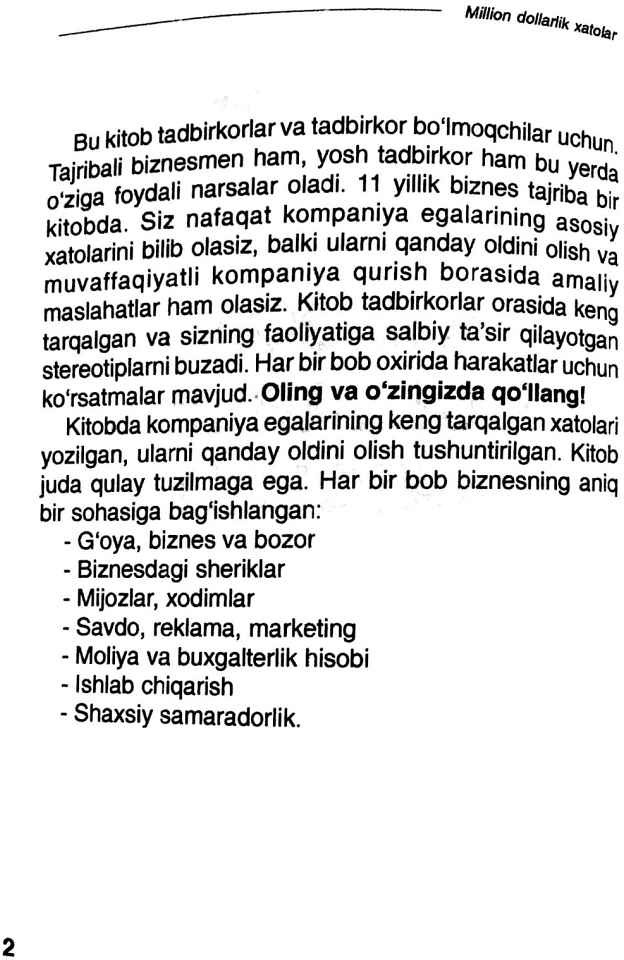 Million dollarlik xatolar
Bu kitob tadbirkorlar va tadbirkor bo‘lmoqchilar uchun.
Tajribali biznesmen ham, yosh tadbirkor ham bu yerda
o‘ziga foydali narsalar oladi. 11 yillik biznes tajriba bir
kitobda. Siz nafaqat kompaniya egalarining asosiy
xatolarini bilib olasiz, balki ularni qanday oldini olish va
muvaffaqiyatli kompaniya qurish borasida amaliy
maslahatlar ham olasiz. Kitob tadbirkorlar orasida keng
tarqalgan va sizning faoliyatiga salbiy ta’sir qilayotgan
stereotiplarni buzadi. Har bir bob oxirida harakatlar uchun
ko‘rsatmalar mavjud. Oling va o‘zingizda qo‘llang!
Kitobda kompaniya egalarining keng tarqalgan xatolari
yozilgan, ularni qanday oldini olish tushuntirilgan. Kitob
juda qulay tuzilmaga ega. Har bir bob biznesning aniq
bir sohasiga bag‘ishlangan:
- G‘oya, biznes va bozor
- Biznesdagi sheriklar
- Mijozlar, xodimlar
- Savdo, reklama, marketing
- Moliya va buxgalterlik hisobi
- Ishlab chiqarish
- Shaxsiy samaradorlik.
2